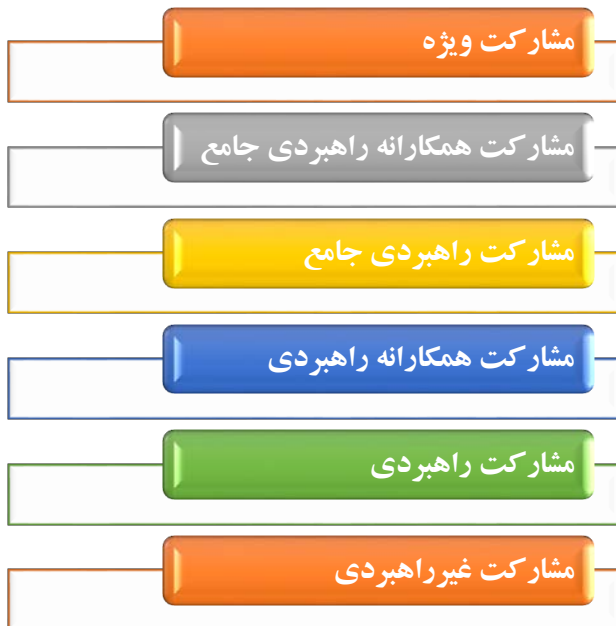 مشارکت ویژه
مشارکت همکارانه راهبردی جامع
مشارکت راهبردی جامع
مشارکت همکارانه راهبردی
مشارکت راهبردی
مشارکت غیرراهبردی